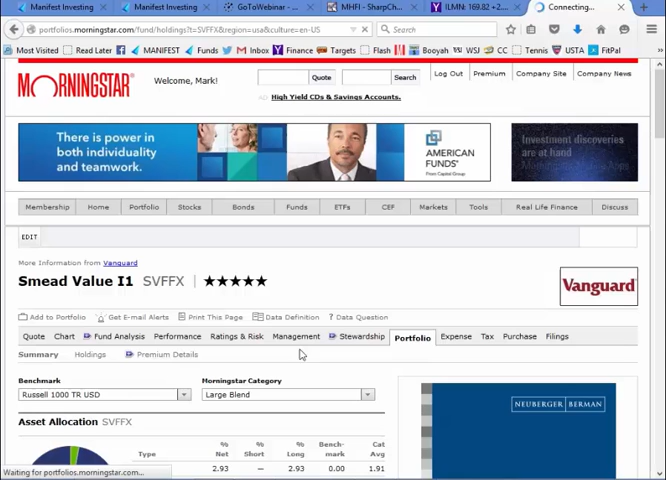 Manifest Investing
Manifest Investing
GoToWebinar -
MHFI - SharpCha...
ILMN: 169.82 +2....
Connecting...
portfolios.morningstar.com/fund/holdings?t=SVFFX&region=usa&culture=en-US
Search
Most Visited
Read Later
MANIFEST
Funds
Inbox
Finance
Targets
Flash
Booyah
WSJ
CC
Tennis
USTA
FitPal
MORNINGSTAR
Welcome, Mark!
Quote
Search
Log Out
Premium
Company Site
Company News
High Yield CDs & Savings Accounts.
There is power in
both individuality
and teamwork.
AMERICAN
FUNDS®
From Capital Group
Investment discoveries
are at hand
Membership
Home
Portfolio
Stocks
Bonds
Funds
ETFs
CEF
Markets
Tools
Real Life Finance
Discuss
EDIT
More Information from Vanguard
Smead Value I1 SVFFX ★★★★★
Vanguard
Add to Portfolio
Get E-mail Alerts
Print This Page
Data Definition
Data Question
Quote
Chart
Fund Analysis
Performance
Ratings & Risk
Management
Stewardship
Portfolio
Expense
Tax
Purchase
Filings
Summary
Holdings
Premium Details
Benchmark
Morningstar Category
Russell 1000 TR USD
Large Blend
Asset Allocation SVFFX
NEUBERGER BERMAN
Type
%
Net
%
Short
%
Long
Bench-
mark
Cat
Avg
2.93 — 2.93 0.00 1.91
Waiting for portfolios.morningstar.com...